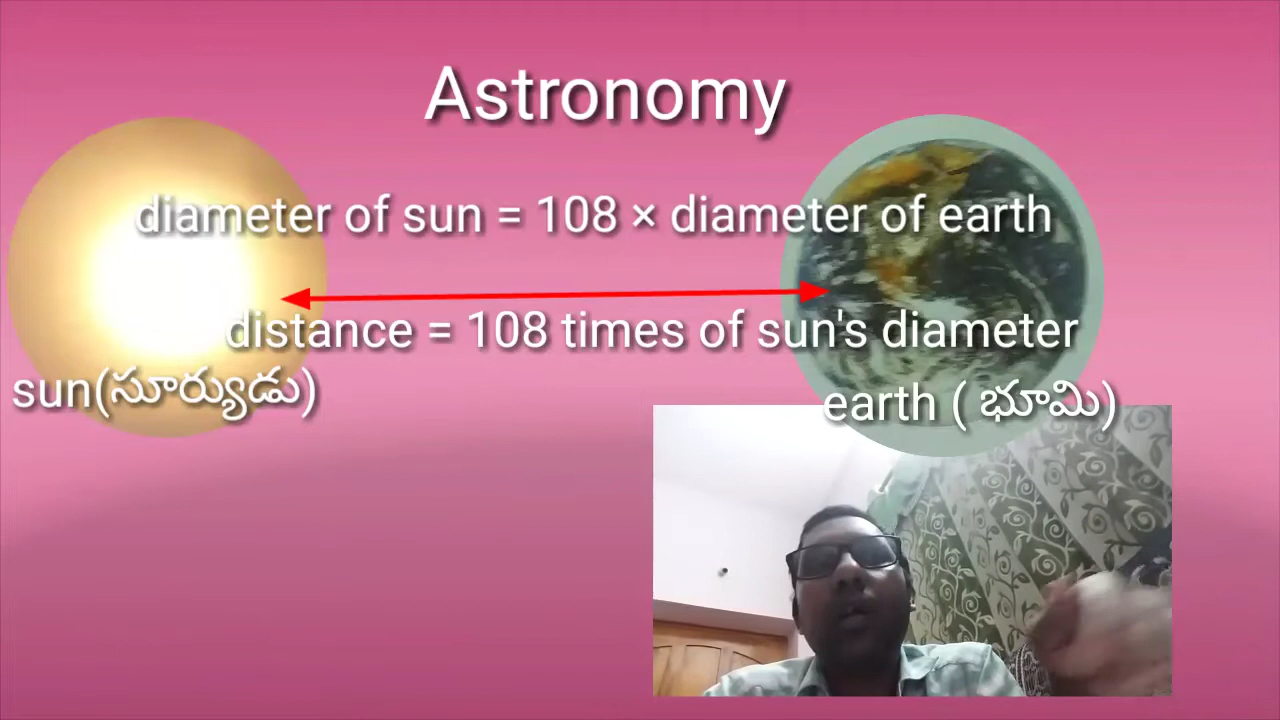 Astronomy
diameter of sun = 108 × diameter of earth
distance = 108 times of sun's diameter
sun(సూర్యుడు)
earth ( భూమి)